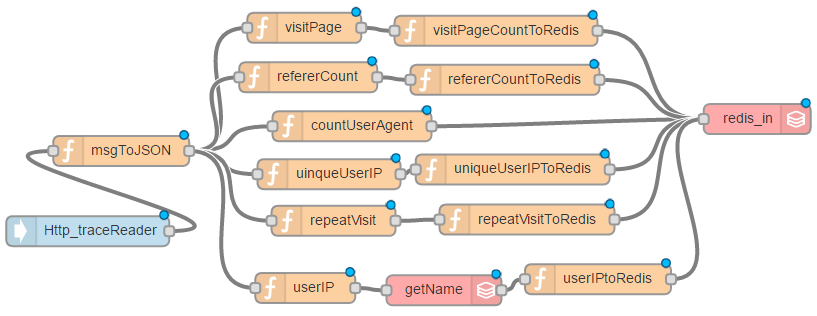 visitPage
visitPageCountToRedis
refererCount
refererCountToRedis
countUserAgent
redis_in
msgToJSON
uinqueUserIP
uniqueUserIPToRedis
repeatVisit
repeatVisitToRedis
Http_traceReader
userIP
getName
userIPtoRedis